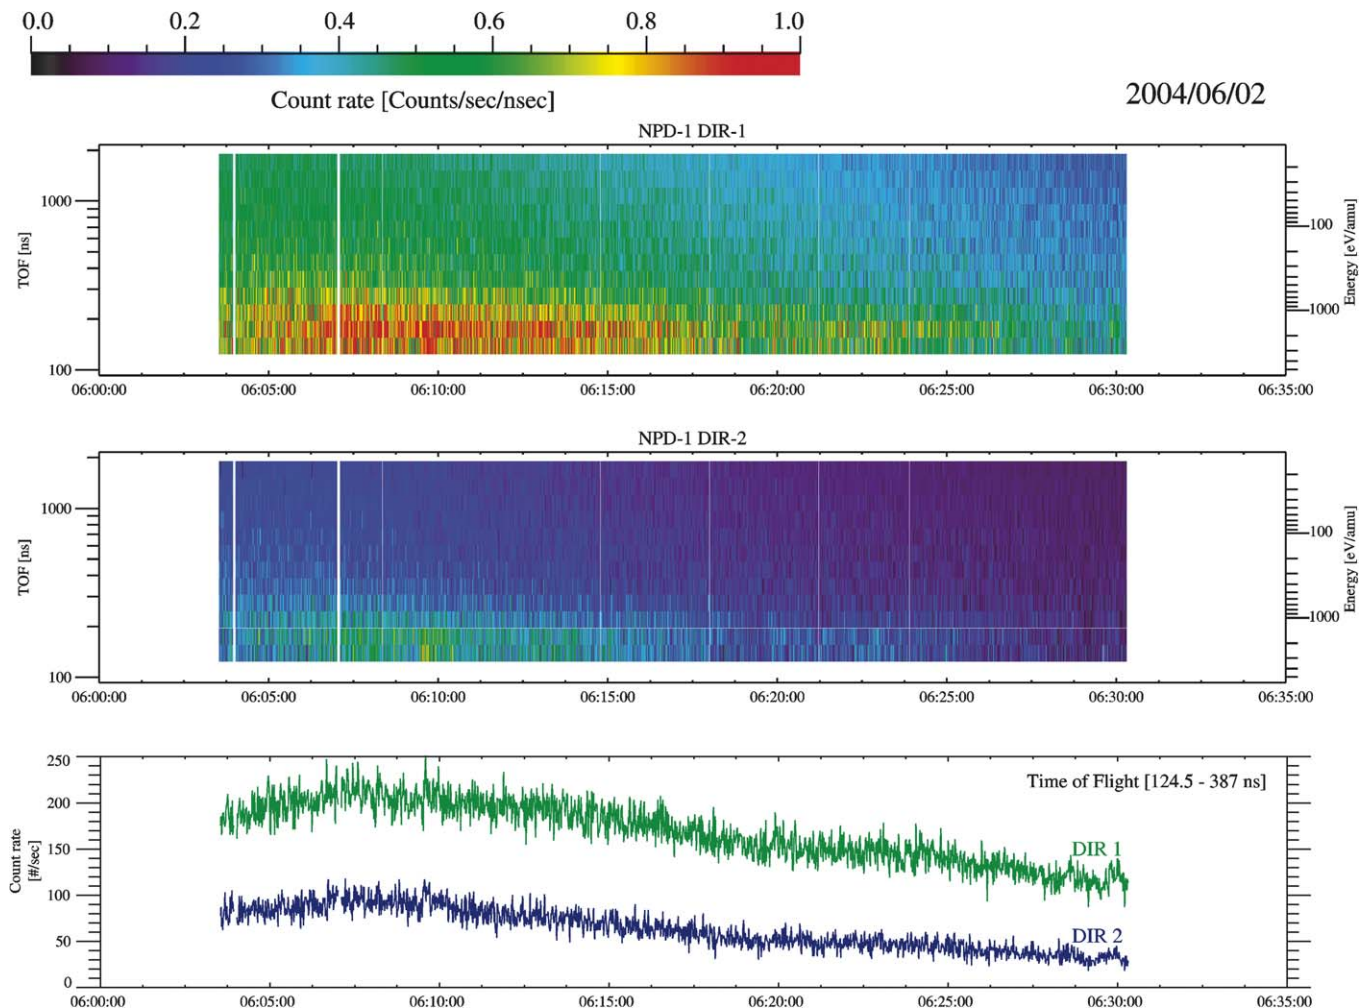 0.0 0.2 0.4 0.6 0.8 1.0
Count rate [Counts/sec/nsec]
2004/06/02
NPD-1 DIR-1
TOF [ns]
1000
100
100
1000
Energy [eV/amu]
06:00:00 06:05:00 06:10:00 06:15:00 06:20:00 06:25:00 06:30:00 06:35:00
NPD-1 DIR-2
TOF [ns]
1000
100
100
1000
Energy [eV/amu]
06:00:00 06:05:00 06:10:00 06:15:00 06:20:00 06:25:00 06:30:00 06:35:00
Count rate
[#/sec]
250
200
150
100
50
0
Time of Flight [124.5 - 387 ns]
DIR 1
DIR 2
06:00:00 06:05:00 06:10:00 06:15:00 06:20:00 06:25:00 06:30:00 06:35:00